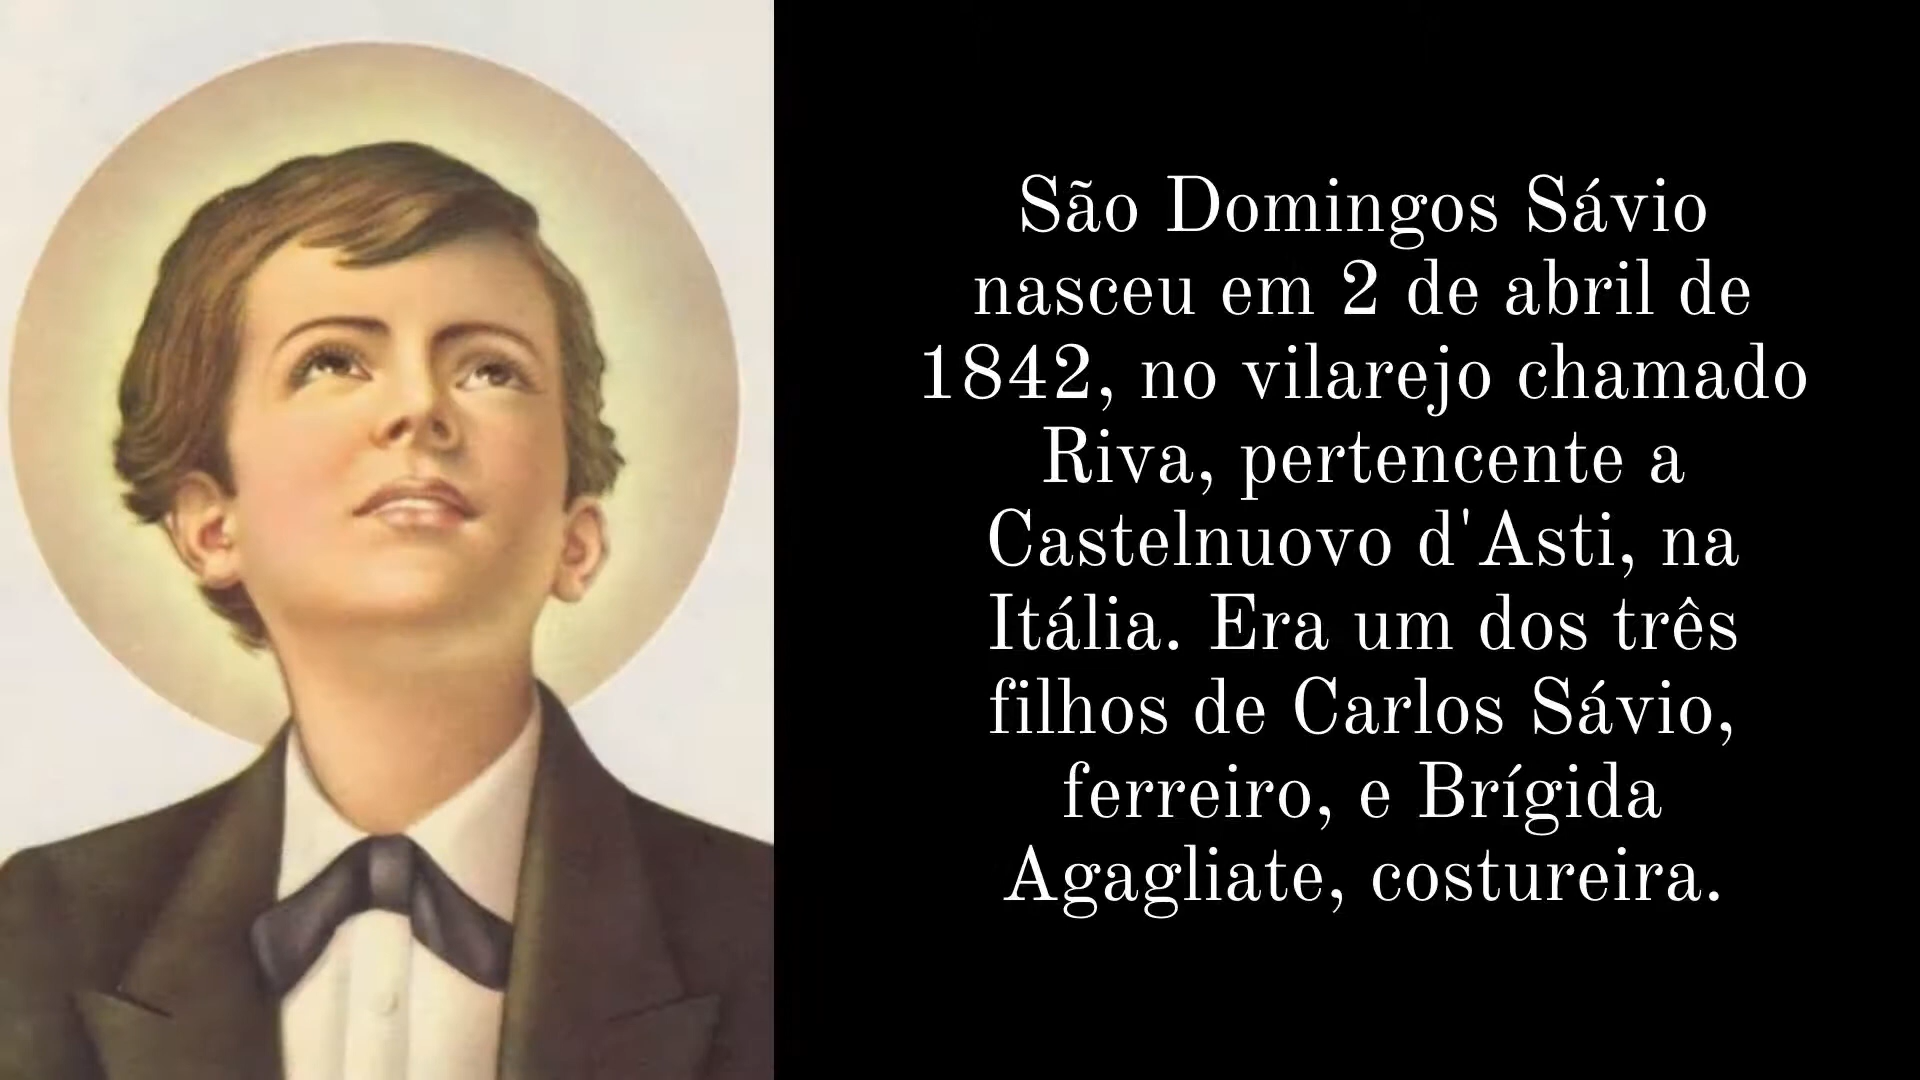 São Domingos Sávio
nasceu em 2 de abril de
1842, no vilarejo chamado
Riva, pertencente a
Castelnuovo d'Asti, na
Itália. Era um dos três
filhos de Carlos Sávio,
ferreiro, e Brígida
Agagliate, costureira.